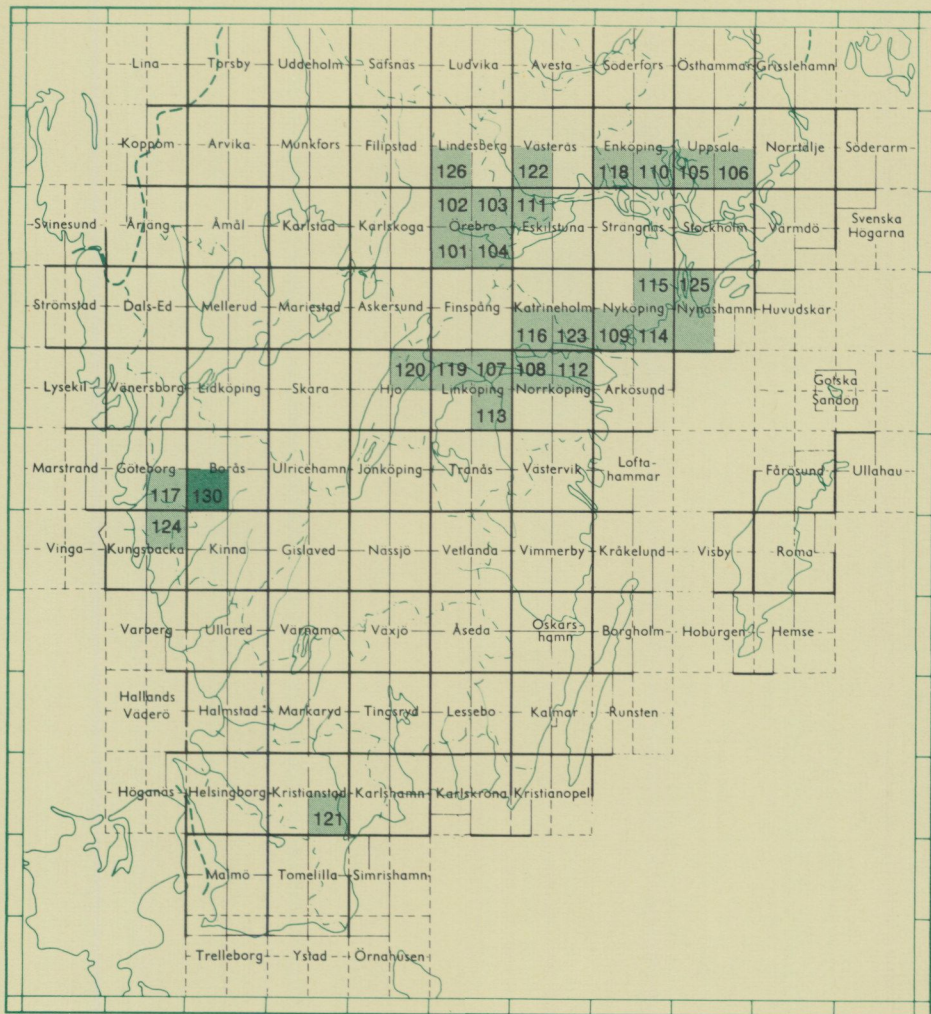 Lina Torsby Uddeholm Säfsnäs Ludvika Avesta Söderfors Östhammar Grisslehamn
Koppom Arvika Munkfors Filipstad Lindesberg Västerås Enköping Uppsala Norrtälje Söderarm
126 122 118 110 105 106
102 103 111
Svinesund Årjäng Åmål Karlstad Karlskoga Örebro Eskilstuna Strängnäs Stockholm Värmdö Svenska Högarna
101 104
115 125
Strömstad Dals-Ed Mellerud Mariestad Askersund Finspång Katrineholm Nyköping Nynäshamn Huvudskär
116 123 109 114
120 119 107 108 112
Lysekil Vänersborg Lidköping Skara Hjo Linköping Norrköping Arkösund Gotska Sandön
113
Marstrand Göteborg Borås Ulricehamn Jönköping Tranås Västervik Lofta-hammar Fårösund Ullahau
117 130
124
Vinga Kungsbacka Kinna Gislaved Nässjö Vetlanda Vimmerby Kråkelund Visby Roma
Varberg Ullared Värnamo Växjö Åseda Oskars-hamn Borgholm Hoburgen Hemse
Hallands Väderö Halmstad Markaryd Tingsryd Lessebo Kalmar Runsten
Höganäs Helsingborg Kristianstad Karlshamn Karlskrona Kristianopel
121
Malmö Tomelilla Simrishamn
Trelleborg Ystad Örnahusen